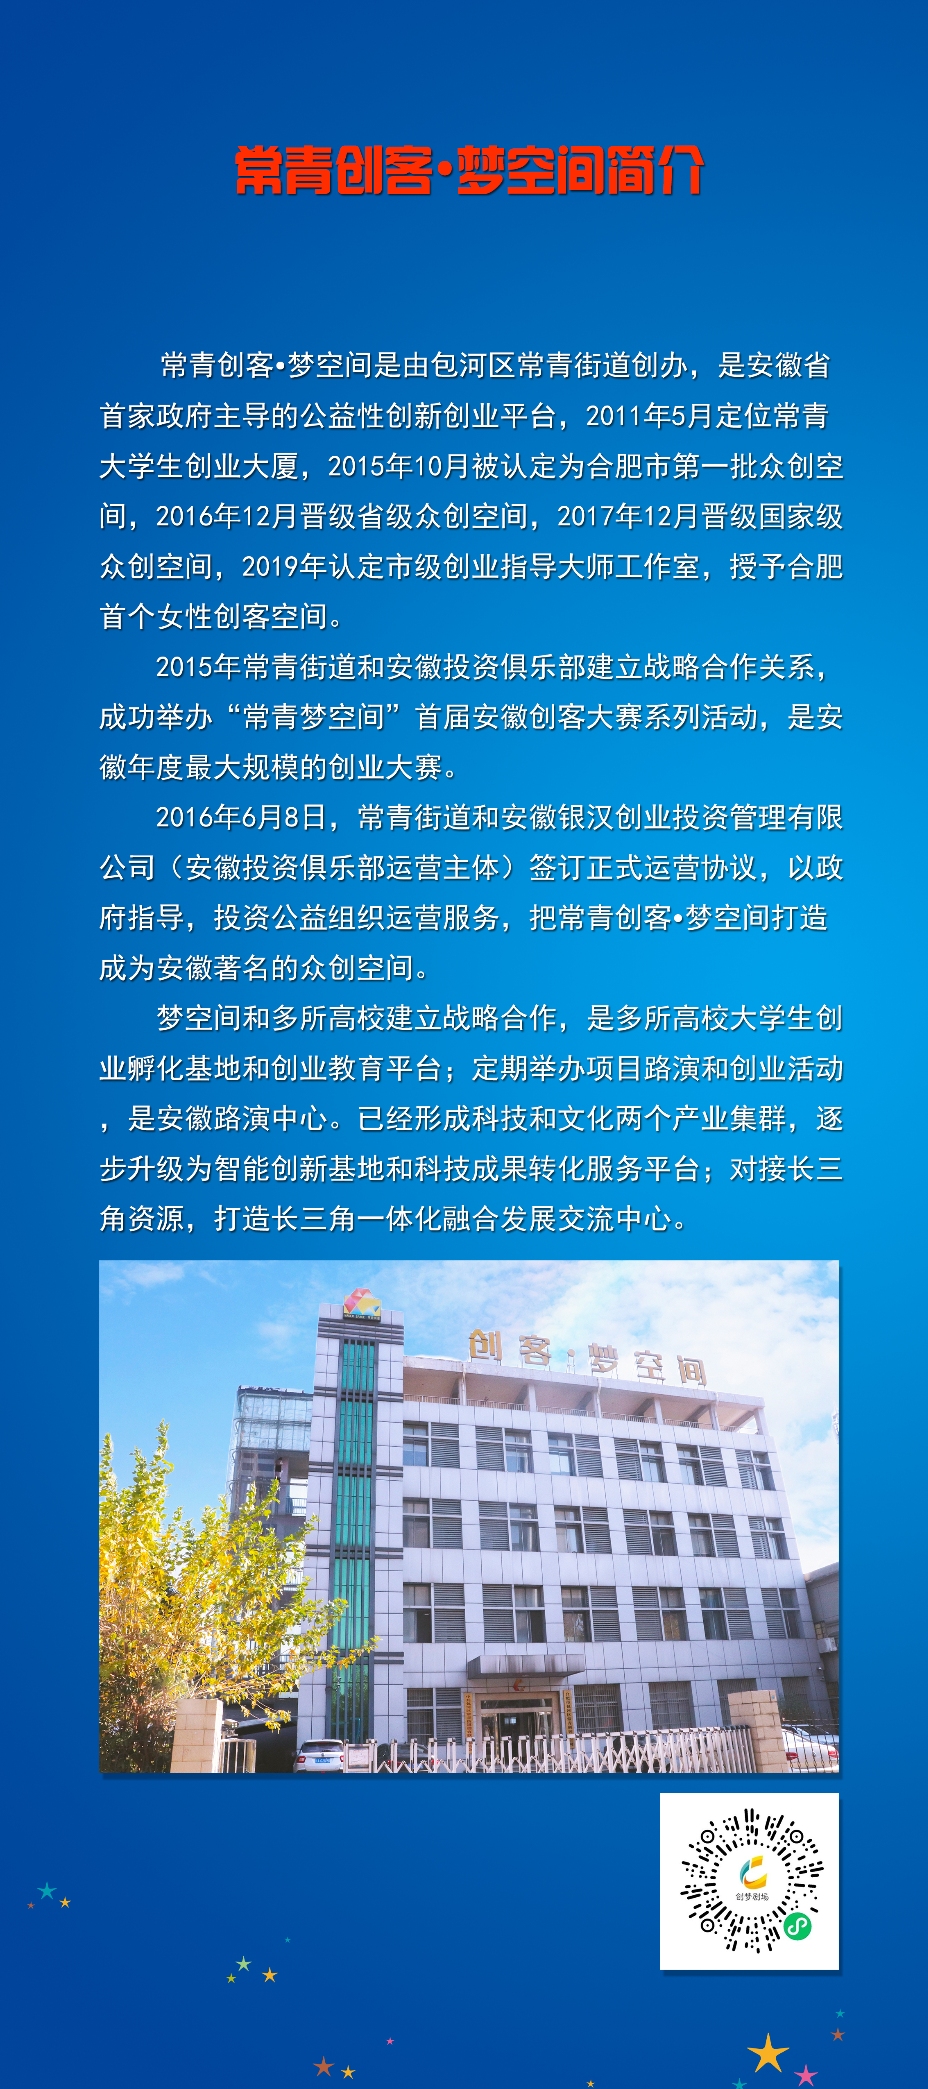 常青创客·梦空间简介
常青创客•梦空间是由包河区常青街道创办，是安徽省
首家政府主导的公益性创新创业平台，2011年5月定位常青
大学生创业大厦，2015年10月被认定为合肥市第一批众创空
间，2016年12月晋级省级众创空间，2017年12月晋级国家级
众创空间，2019年认定市级创业指导大师工作室，授予合肥
首个女性创客空间。
2015年常青街道和安徽投资俱乐部建立战略合作关系，
成功举办“常青梦空间”首届安徽创客大赛系列活动，是安
徽年度最大规模的创业大赛。
2016年6月8日，常青街道和安徽银汉创业投资管理有限
公司（安徽投资俱乐部运营主体）签订正式运营协议，以政
府指导，投资公益组织运营服务，把常青创客•梦空间打造
成为安徽著名的众创空间。
梦空间和多所高校建立战略合作，是多所高校大学生创
业孵化基地和创业教育平台；定期举办项目路演和创业活动
，是安徽路演中心。已经形成科技和文化两个产业集群，逐
步升级为智能创新基地和科技成果转化服务平台；对接长三
角资源，打造长三角一体化融合发展交流中心。
创客·梦空间
创梦剧场